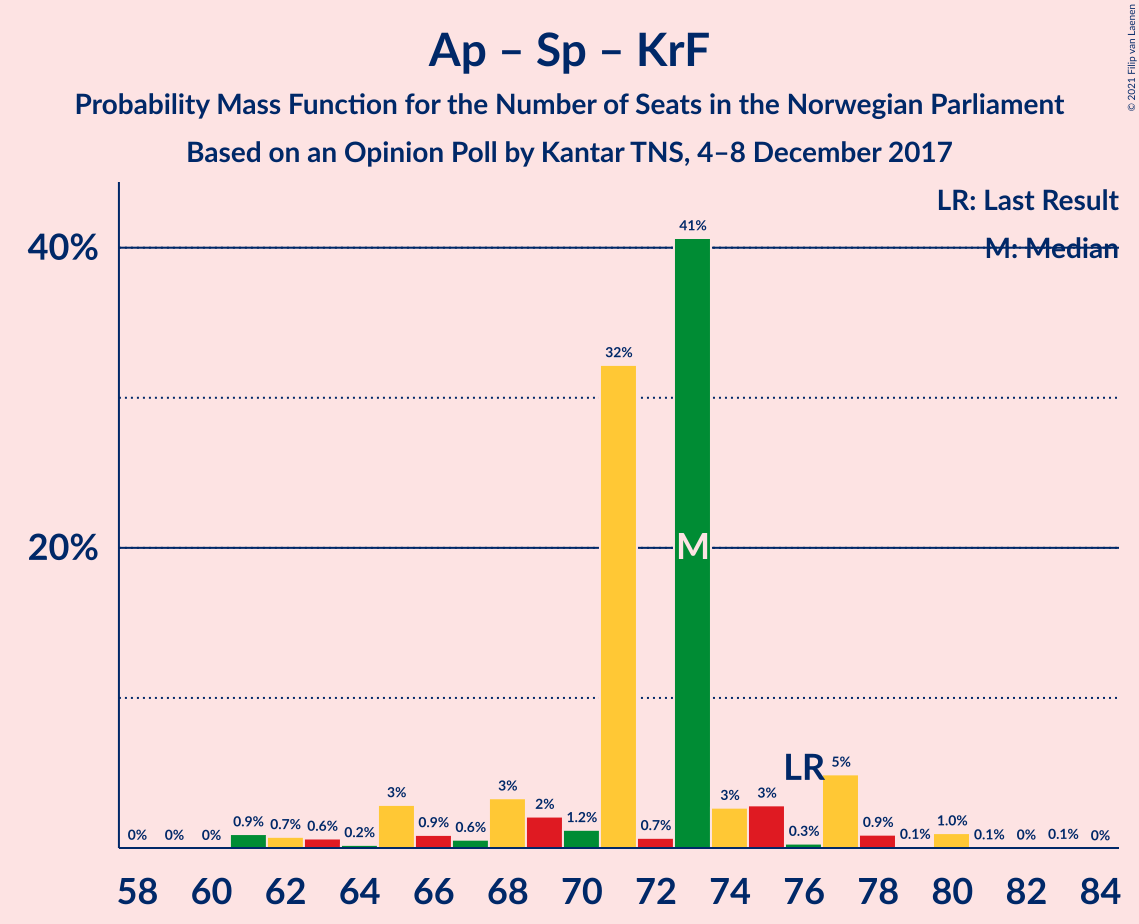 © 2021 Filip van Laenen
Ap – Sp – KrF
Probability Mass Function for the Number of Seats in the Norwegian Parliament
Based on an Opinion Poll by Kantar TNS, 4–8 December 2017
LR: Last Result
M: Median
40%
20%
0% 0% 0% 0.9% 0.7% 0.6% 0.2% 3% 0.9% 0.6% 3% 2% 1.2% 32% 0.7% 41% 3% 3% 0.3% 5% 0.9% 0.1% 1.0% 0.1% 0% 0.1% 0%
M
LR
58 60 62 64 66 68 70 72 74 76 78 80 82 84